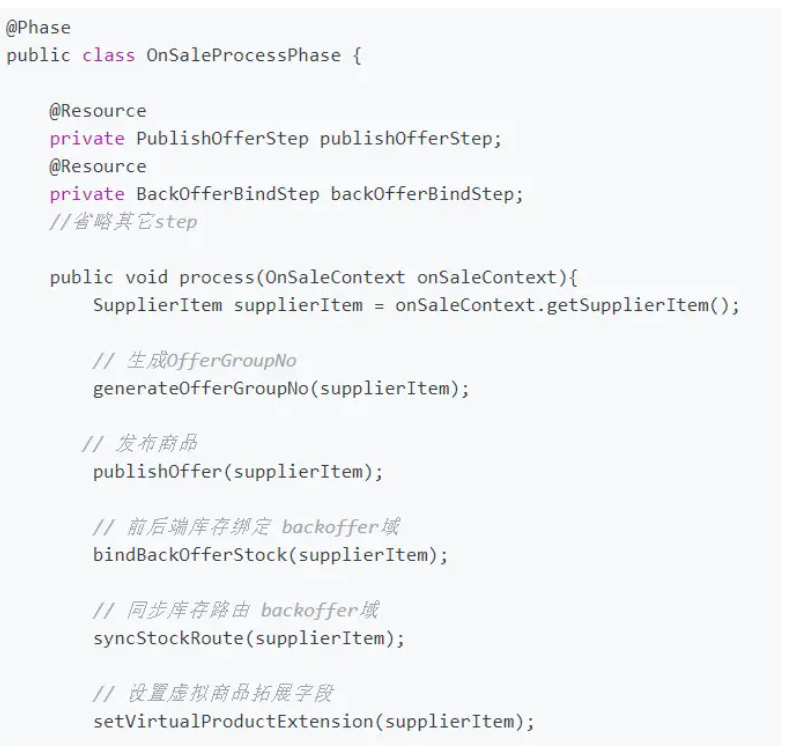 @Phase
public class OnSaleProcessPhase {
@Resource
private PublishOfferStep publishOfferStep;
@Resource
private BackOfferBindStep backOfferBindStep;
//省略其它step
public void process(OnSaleContext onSaleContext){
SupplierItem supplierItem = onSaleContext.getSupplierItem();
// 生成OfferGroupNo
generateOfferGroupNo(supplierItem);
// 发布商品
publishOffer(supplierItem);
// 前后端库存绑定 backoffer域
bindBackOfferStock(supplierItem);
// 同步库存路由 backoffer域
syncStockRoute(supplierItem);
// 设置虚拟商品拓展字段
setVirtualProductExtension(supplierItem);